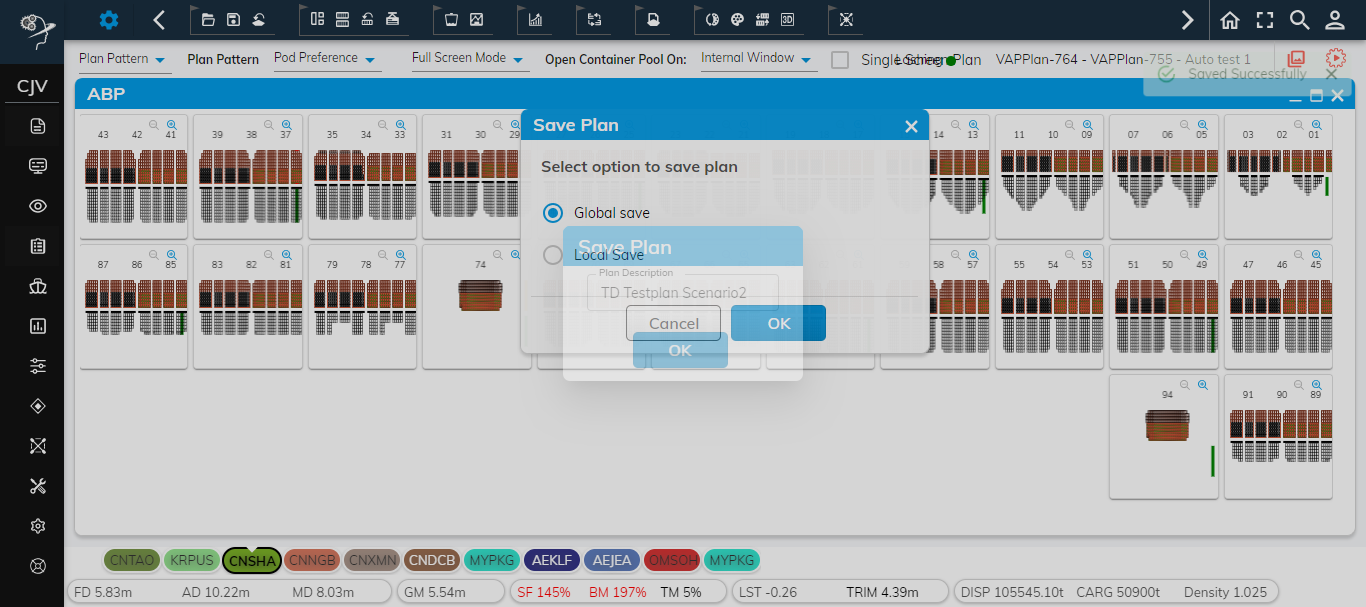 CJV
Plan Pattern
Plan Pattern
Pod Preference
Full Screen Mode
Open Container Pool On:
Internal Window
Single Screen Plan
VAPPlan-764 - VAPPlan-755 - Auto test 1
Saved Successfully
ABP
43 42 41
39 38 37
35 34 33
31 30 29
14 13
11 10 09
07 06 05
03 02 01
87 86 85
83 82 81
79 78 77
74
58 57
55 54 53
51 50 49
47 46 45
94
91 90 89
Save Plan
Select option to save plan
Global save
Local Save
Cancel
OK
Save Plan
Plan Description
TD Testplan Scenario2
OK
CNTAO KRPUS CNSHA CNNGB CNXMN CNDCB MYPKG AEKLF AEJEA OMSOH MYPKG
FD 5.83m AD 10.22m MD 8.03m
GM 5.54m
SF 145% BM 197% TM 5%
LST -0.26 TRIM 4.39m
DISP 105545.10t CARG 50900t Density 1.025
3D